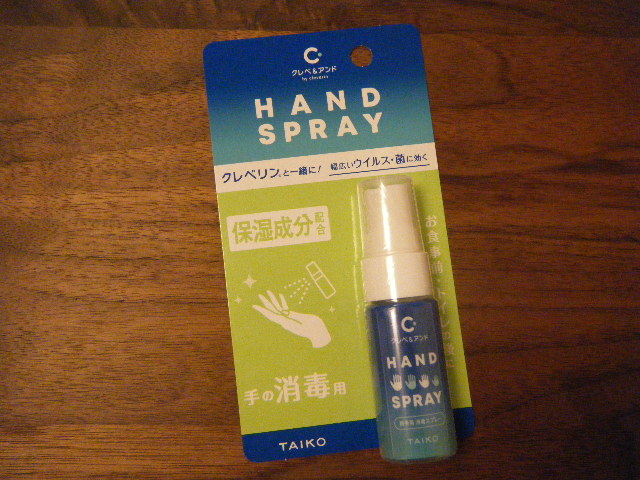 クレベ&アンド
by cleverin
HAND
SPRAY
クレベリン®と一緒に! 幅広いウイルス・菌に効く
保湿成分配合
手の消毒用
TAIKO
お食事前
クレベ&アンド
HAND
SPRAY
TAIKO